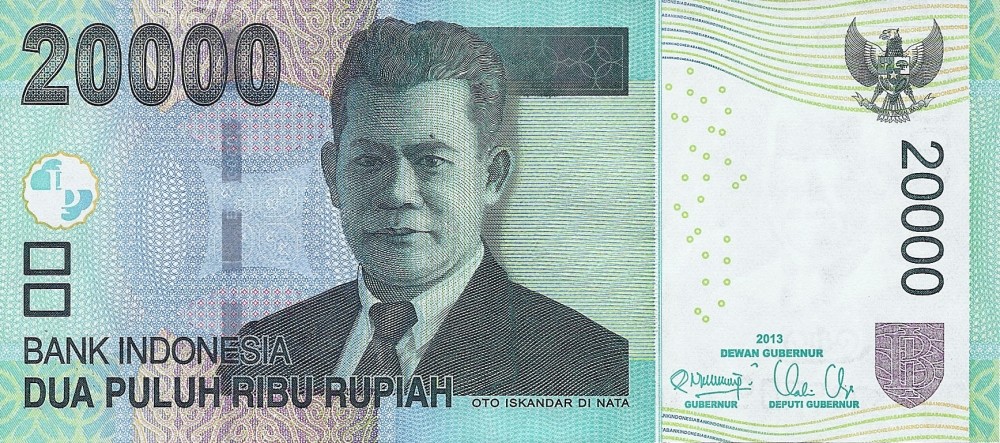 20000
BANK INDONESIA
DUA PULUH RIBU RUPIAH
OTO ISKANDAR DI NATA
20000
2013
DEWAN GUBERNUR
GUBERNUR
DEPUTI GUBERNUR